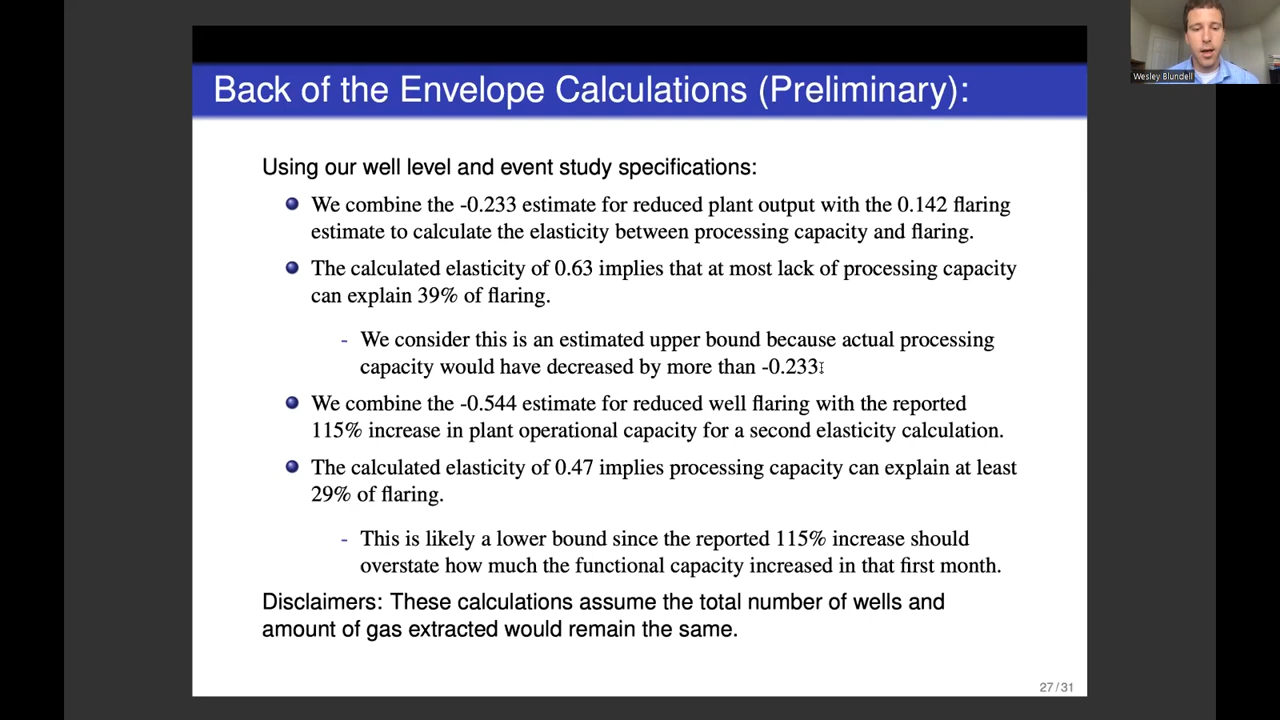 Back of the Envelope Calculations (Preliminary):
Wesley Blundell
Using our well level and event study specifications:
We combine the -0.233 estimate for reduced plant output with the 0.142 flaring
estimate to calculate the elasticity between processing capacity and flaring.
The calculated elasticity of 0.63 implies that at most lack of processing capacity
can explain 39% of flaring.
- We consider this is an estimated upper bound because actual processing
capacity would have decreased by more than -0.233
We combine the -0.544 estimate for reduced well flaring with the reported
115% increase in plant operational capacity for a second elasticity calculation.
The calculated elasticity of 0.47 implies processing capacity can explain at least
29% of flaring.
- This is likely a lower bound since the reported 115% increase should
overstate how much the functional capacity increased in that first month.
Disclaimers: These calculations assume the total number of wells and
amount of gas extracted would remain the same.
27/31